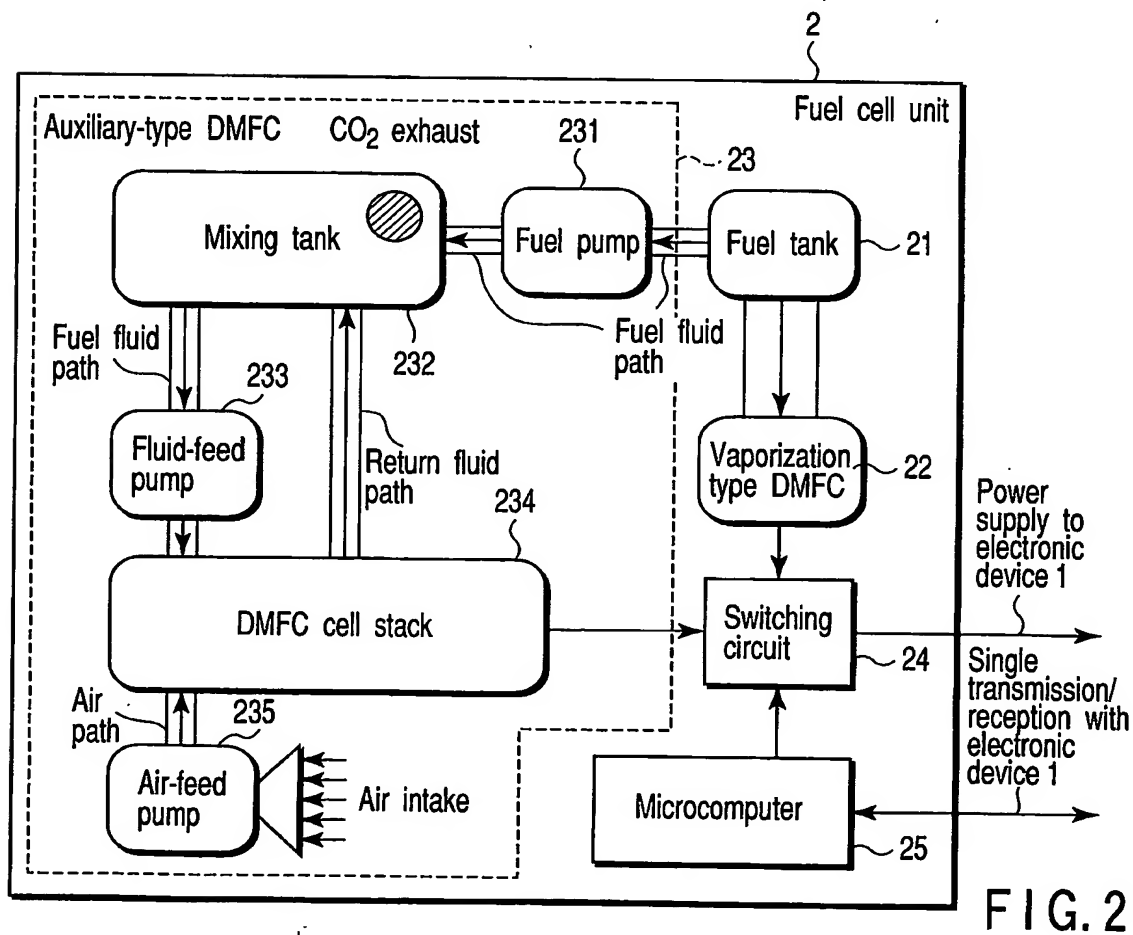 2
Fuel cell unit
Auxiliary-type DMFC
CO₂ exhaust
231
23
Mixing tank
Fuel pump
Fuel tank
21
Fuel fluid
path
233
232
Fuel fluid
path
Fluid-feed
pump
Return fluid
path
234
Vaporization
type DMFC
22
Power
supply to
electronic
device 1
DMFC cell stack
Switching
circuit
24
Air
path
235
Single
transmission/
reception with
electronic
device 1
Air-feed
pump
Air intake
Microcomputer
25
FIG. 2